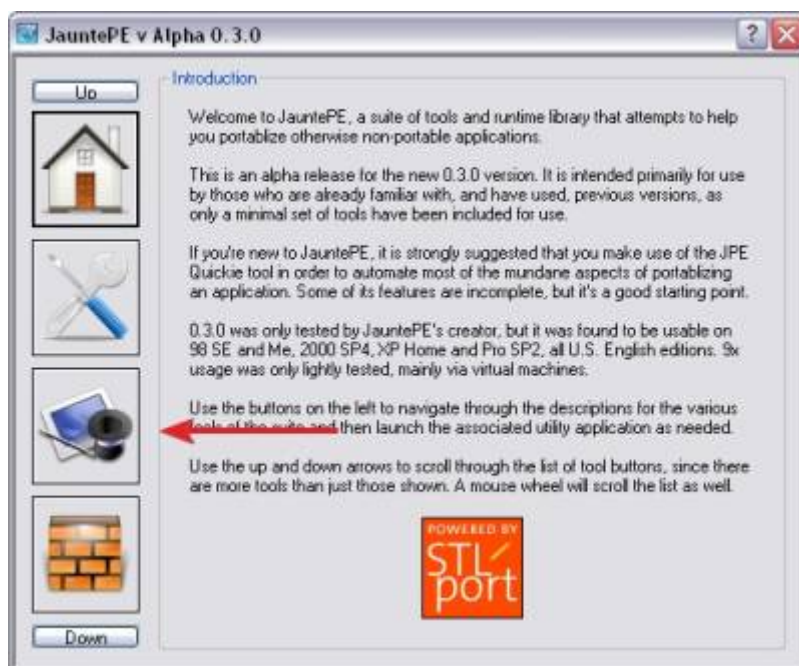 JauntePE v Alpha 0.3.0
Up
Introduction
Welcome to JauntePE, a suite of tools and runtime library that attempts to help
you portablize otherwise non-portable applications.
This is an alpha release for the new 0.3.0 version. It is intended primarily for use
by those who are already familiar with, and have used, previous versions, as
only a minimal set of tools have been included for use.
If you're new to JauntePE, it is strongly suggested that you make use of the JPE
Quickie tool in order to automate most of the mundane aspects of portablizing
an application. Some of its features are incomplete, but it's a good starting point.
0.3.0 was only tested by JauntePE's creator, but it was found to be usable on
98 SE and Me, 2000 SP4, XP Home and Pro SP2, all U.S. English editions. 9x
usage was only lightly tested, mainly via virtual machines.
Use the buttons on the left to navigate through the descriptions for the various
tools of the suite and then launch the associated utility application as needed.
Use the up and down arrows to scroll through the list of tool buttons, since there
are more tools than just those shown. A mouse wheel will scroll the list as well.
POWERED BY
STL
port
Down